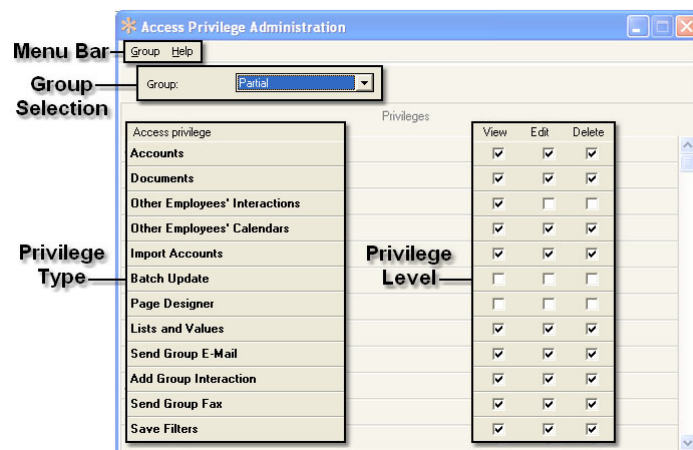 Access Privilege Administration
Menu Bar
Group Help
Group Selection
Group: Partial
Privileges
Access privilege View Edit Delete
Accounts
Documents
Other Employees' Interactions
Other Employees' Calendars
Privilege Type
Privilege Level
Import Accounts
Batch Update
Page Designer
Lists and Values
Send Group E-Mail
Add Group Interaction
Send Group Fax
Save Filters